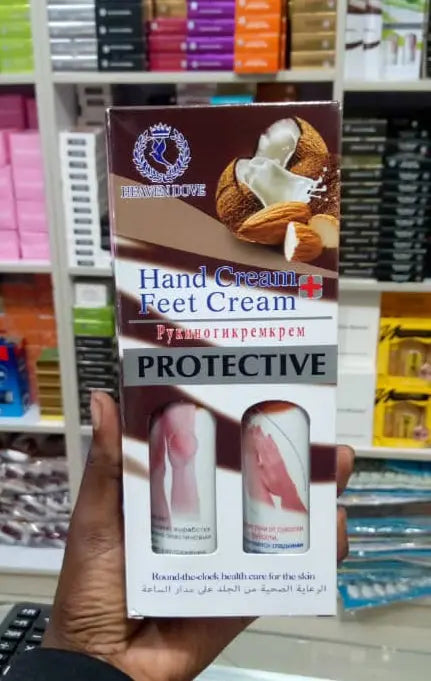 HEAVEN DOVE
Hand Cream
Feet Cream
Рукиногикремкрем
PROTECTIVE
Round-the-clock health care for the skin
الرعاية الصحية من الجلد على مدار الساعة